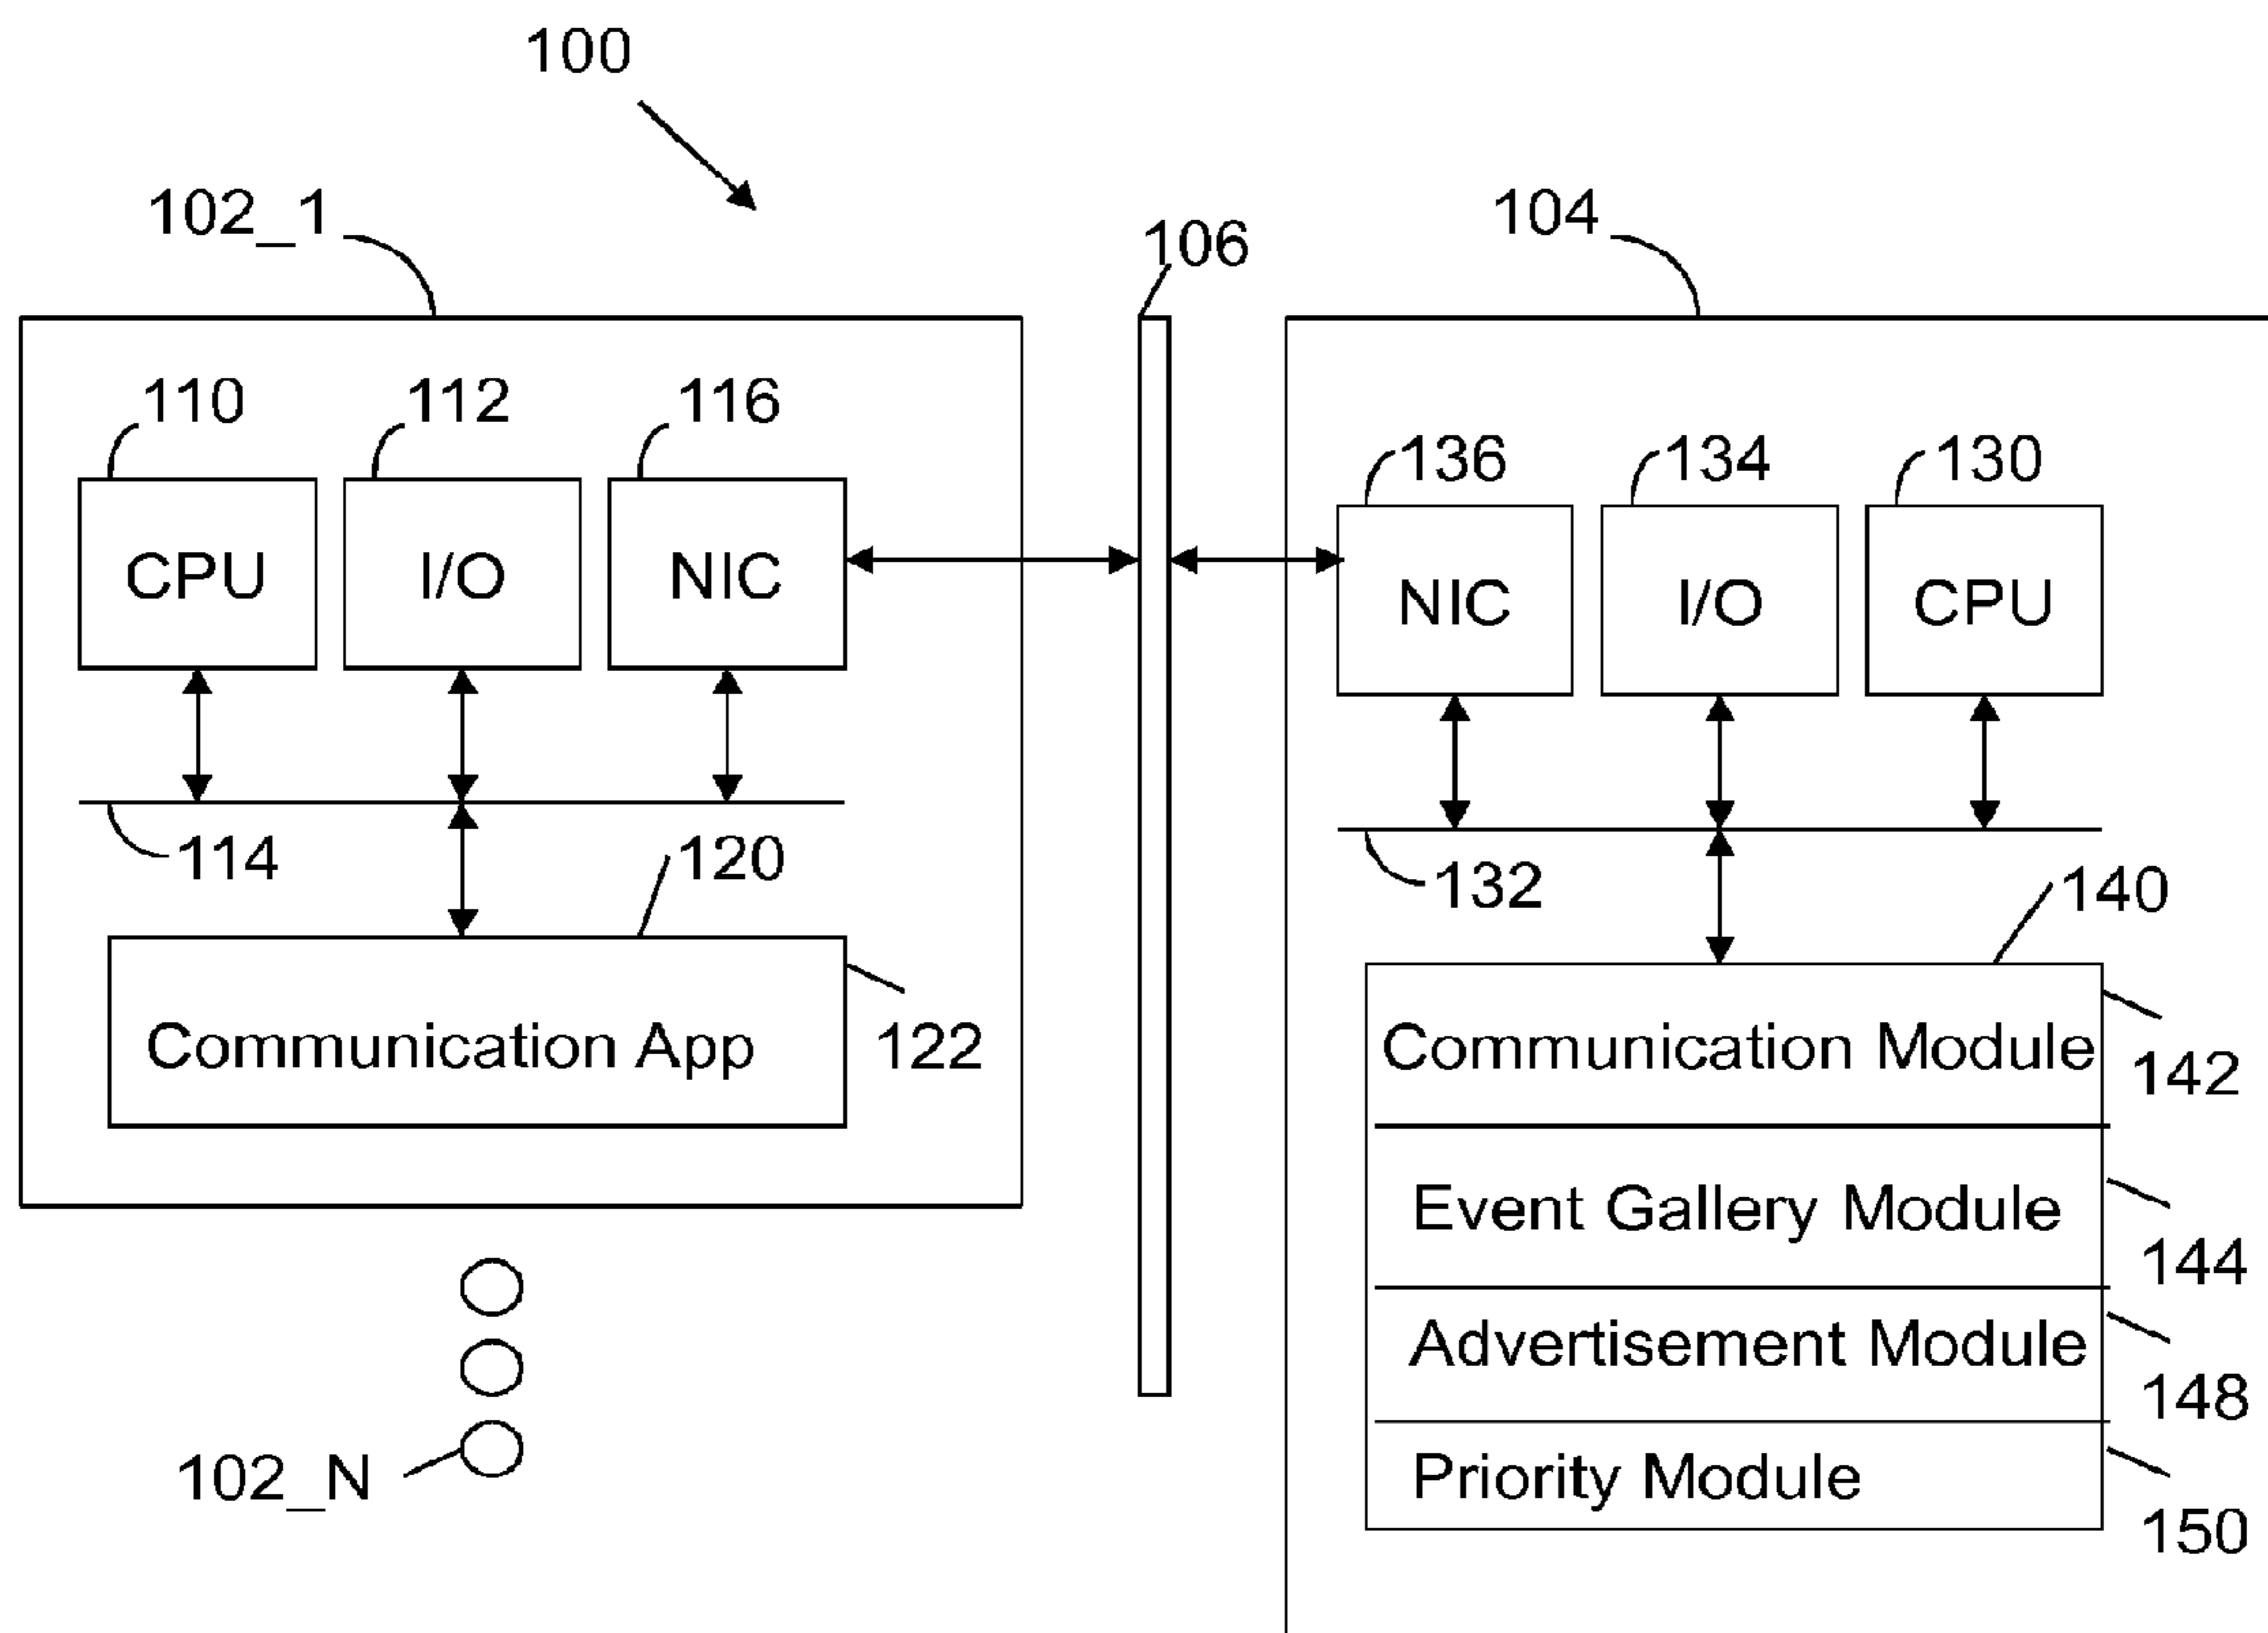 100
102_1
106
104
110
112
116
136
134
130
CPU
I/O
NIC
NIC
I/O
CPU
114
120
132
140
Communication App
122
Communication Module
142
Event Gallery Module
144
Advertisement Module
148
102_N
Priority Module
150